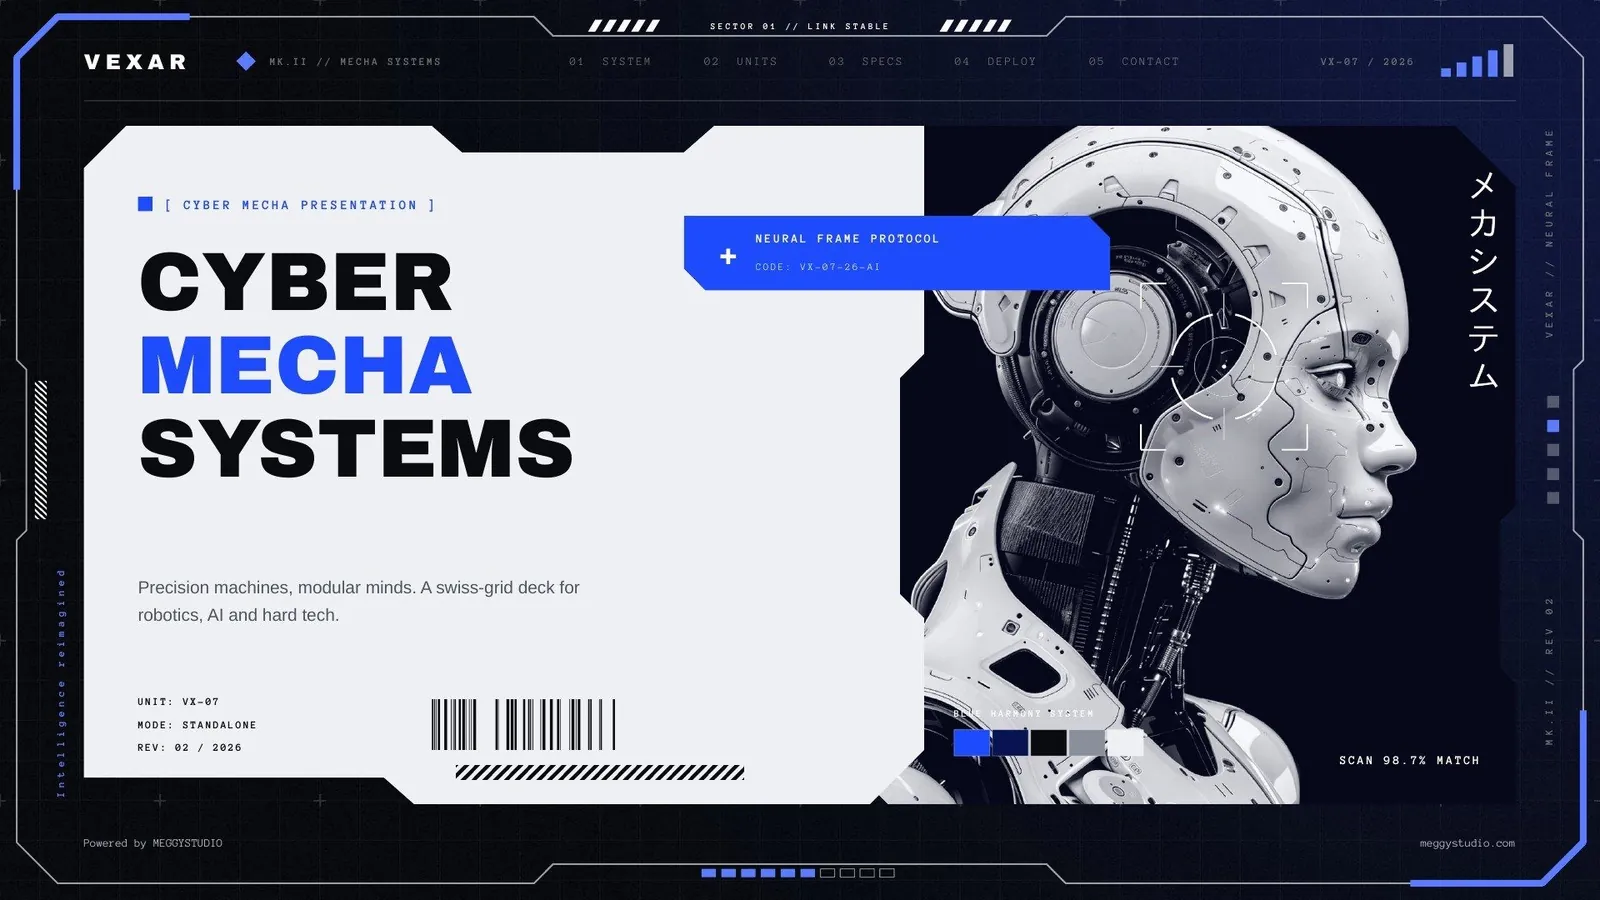 SECTOR 01 // LINK STABLE
VEXAR
MK.II // MECHA SYSTEMS
01 SYSTEM
02 UNITS
03 SPECS
04 DEPLOY
05 CONTACT
VX-07 / 2026
[ CYBER MECHA PRESENTATION ]
CYBER
MECHA
SYSTEMS
NEURAL FRAME PROTOCOL
CODE: VX-07-26-AI
メカシステム
VEXAR // NEURAL FRAME
Precision machines, modular minds. A swiss-grid deck for
robotics, AI and hard tech.
UNIT: VX-07
MODE: STANDALONE
REV: 02 / 2026
Intelligence reimagined
BLUE HARMONY SYSTEM
SCAN 98.7% MATCH
MK.II // REV 02
Powered by MEGGYSTUDIO
meggystudio.com